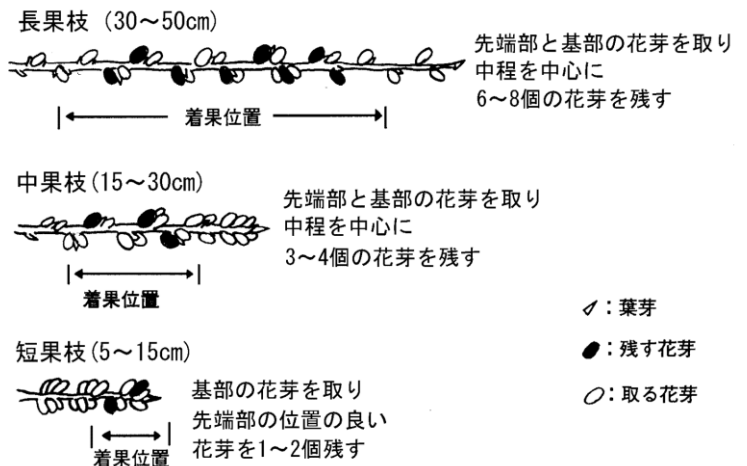 長果枝 (30～50cm)
先端部と基部の花芽を取り
中程を中心に
6～8個の花芽を残す
着果位置
中果枝(15～30cm)
先端部と基部の花芽を取り
中程を中心に
3～4個の花芽を残す
着果位置
短果枝(5～15cm)
基部の花芽を取り
先端部の位置の良い
花芽を1～2個残す
着果位置
：葉芽
：残す花芽
：取る花芽